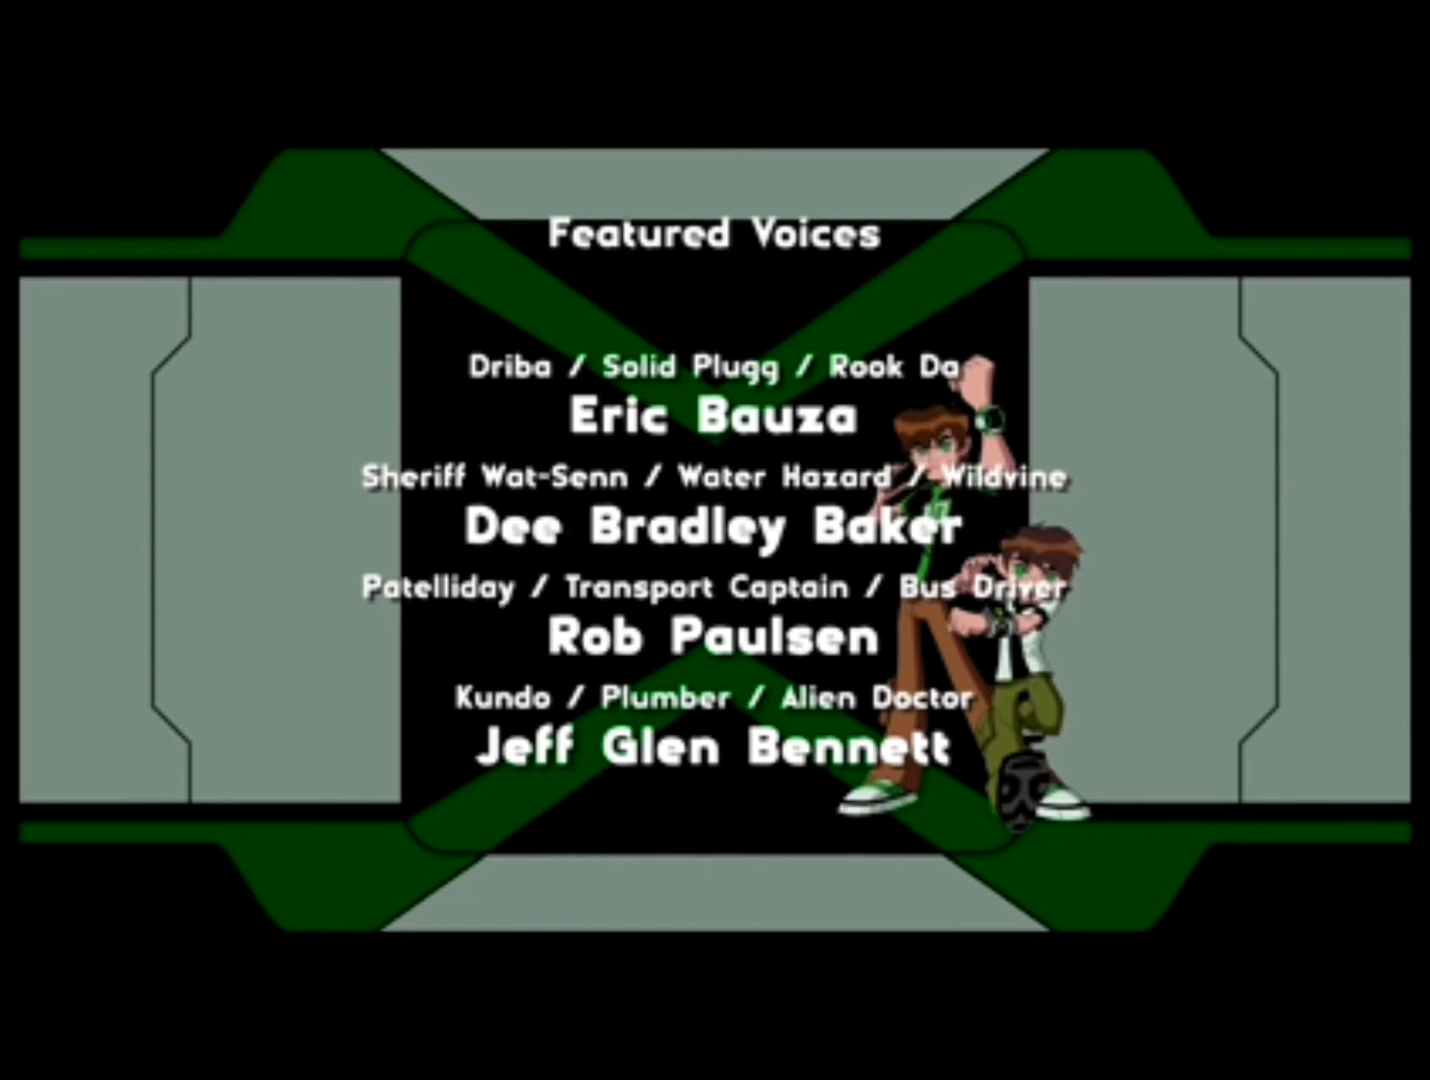 Featured Voices
Driba / Solid Plugg / Rook Da
Eric Bauza
Sheriff Wat-Senn / Water Hazard / Wildvine
Dee Bradley Baker
Patelliday / Transport Captain / Bus Driver
Rob Paulsen
Kundo / Plumber / Alien Doctor
Jeff Glen Bennett